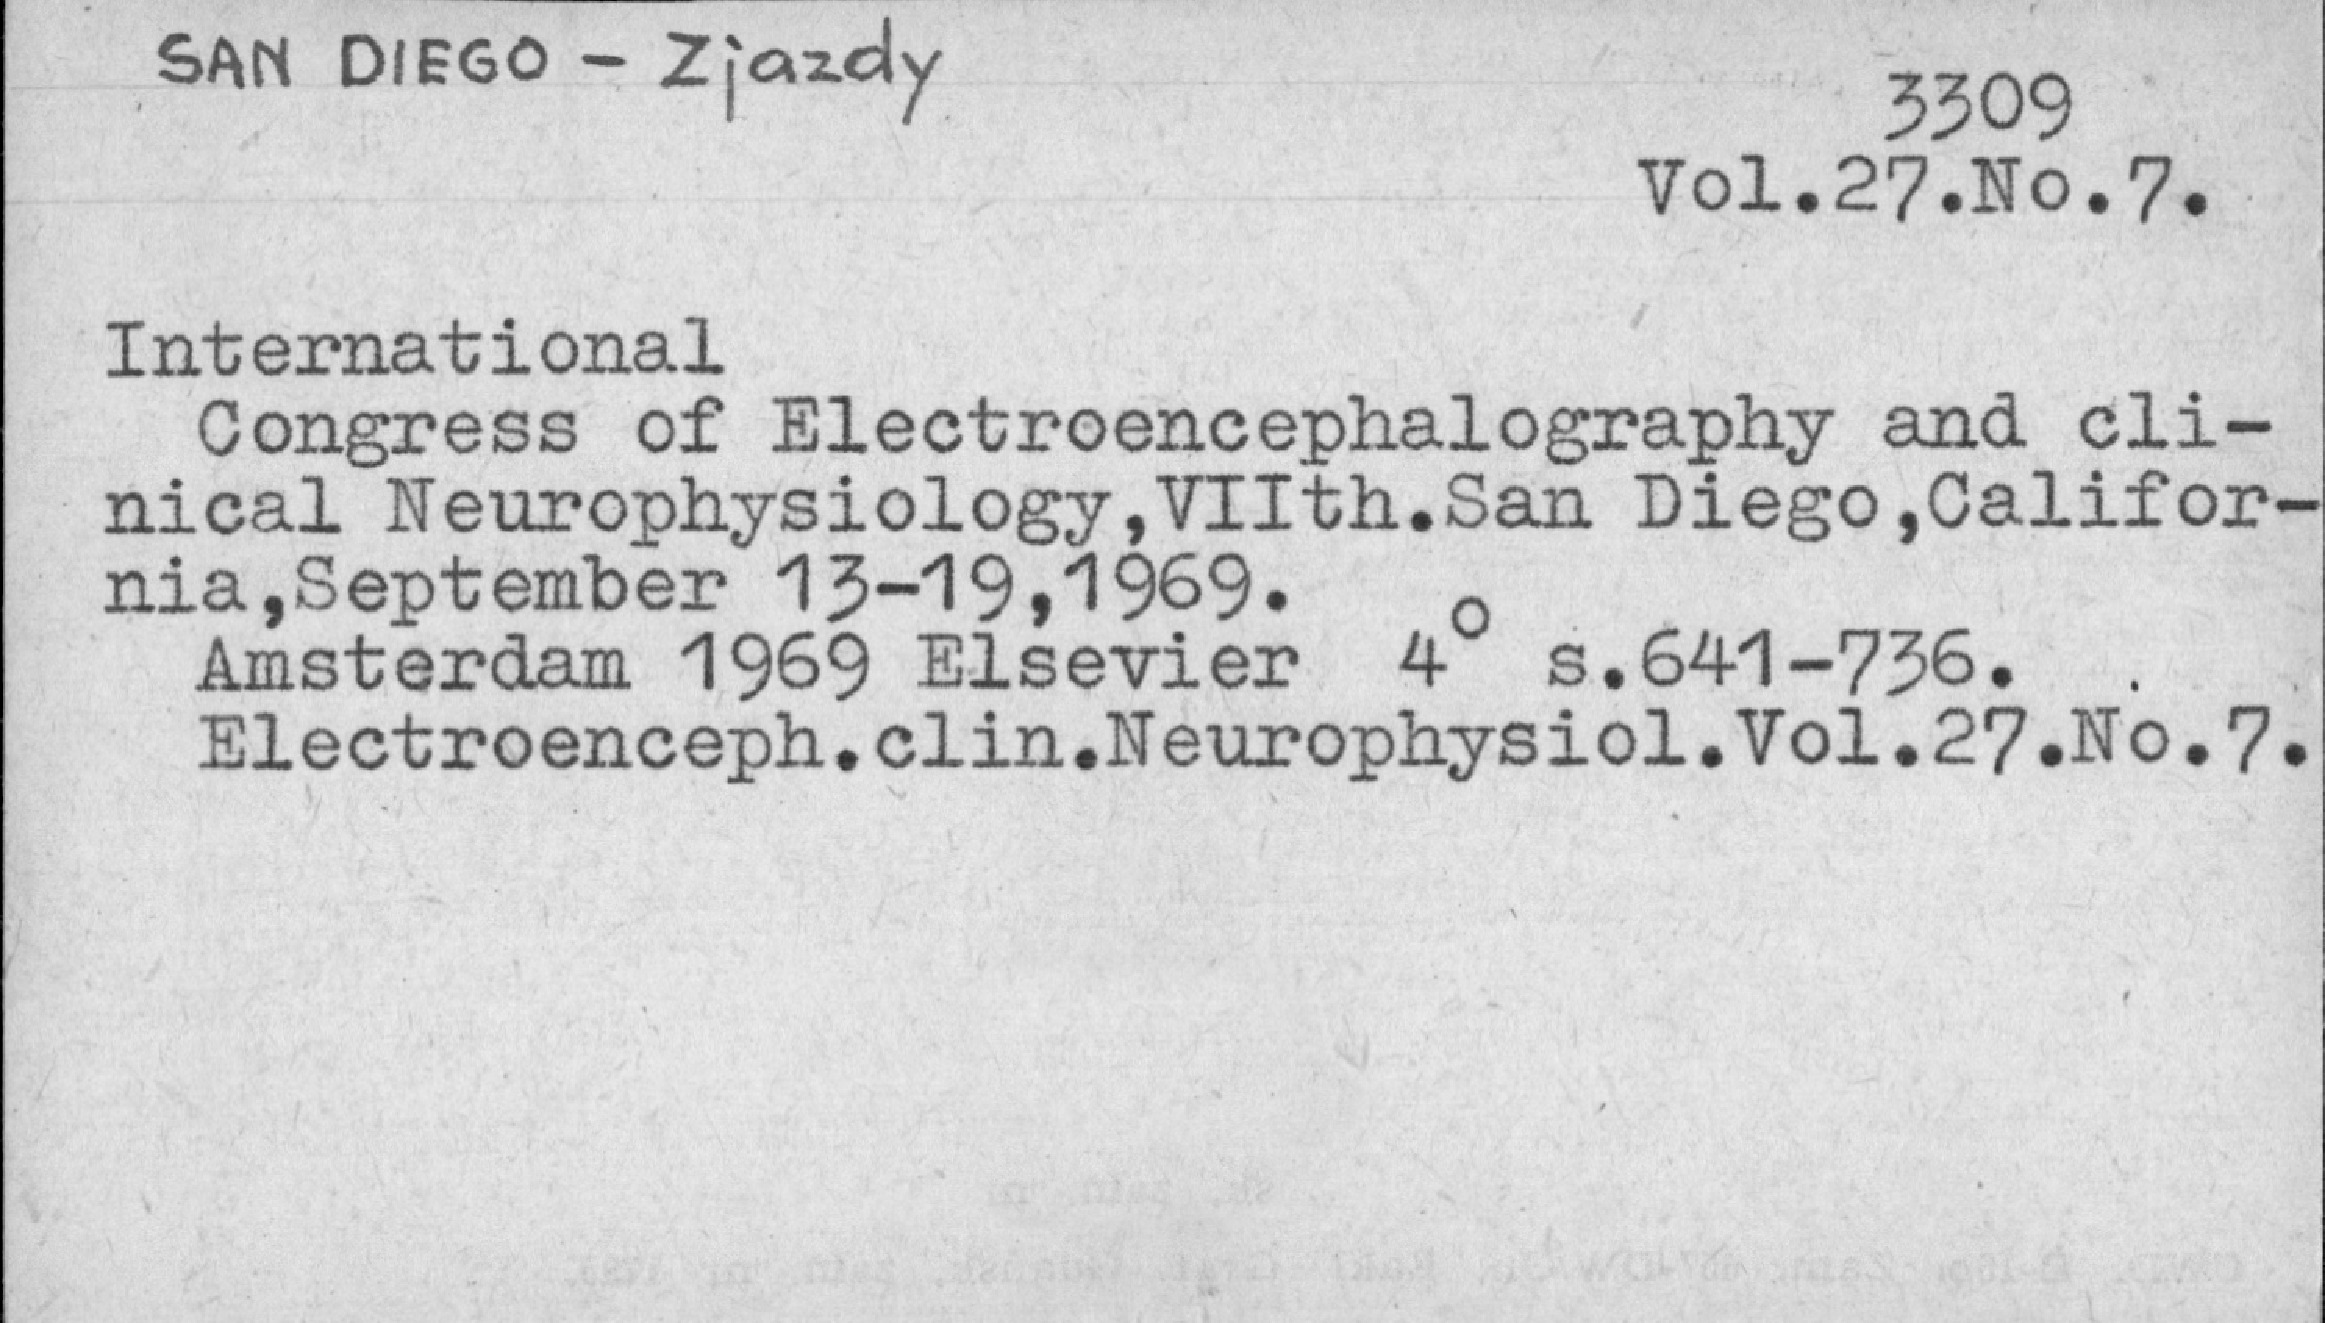 SAN DIEGO - Zjazdy
3309
Vol.27.No.7.
International
Congress of Electroencephalography and cli-
nical Neurophysiology,VIIth.San Diego,Califor-
nia,September 13-19,1969.
Amsterdam 1969 Elsevier 4° s.641-736.
Electroenceph.clin.Neurophysiol.Vol.27.No.7.